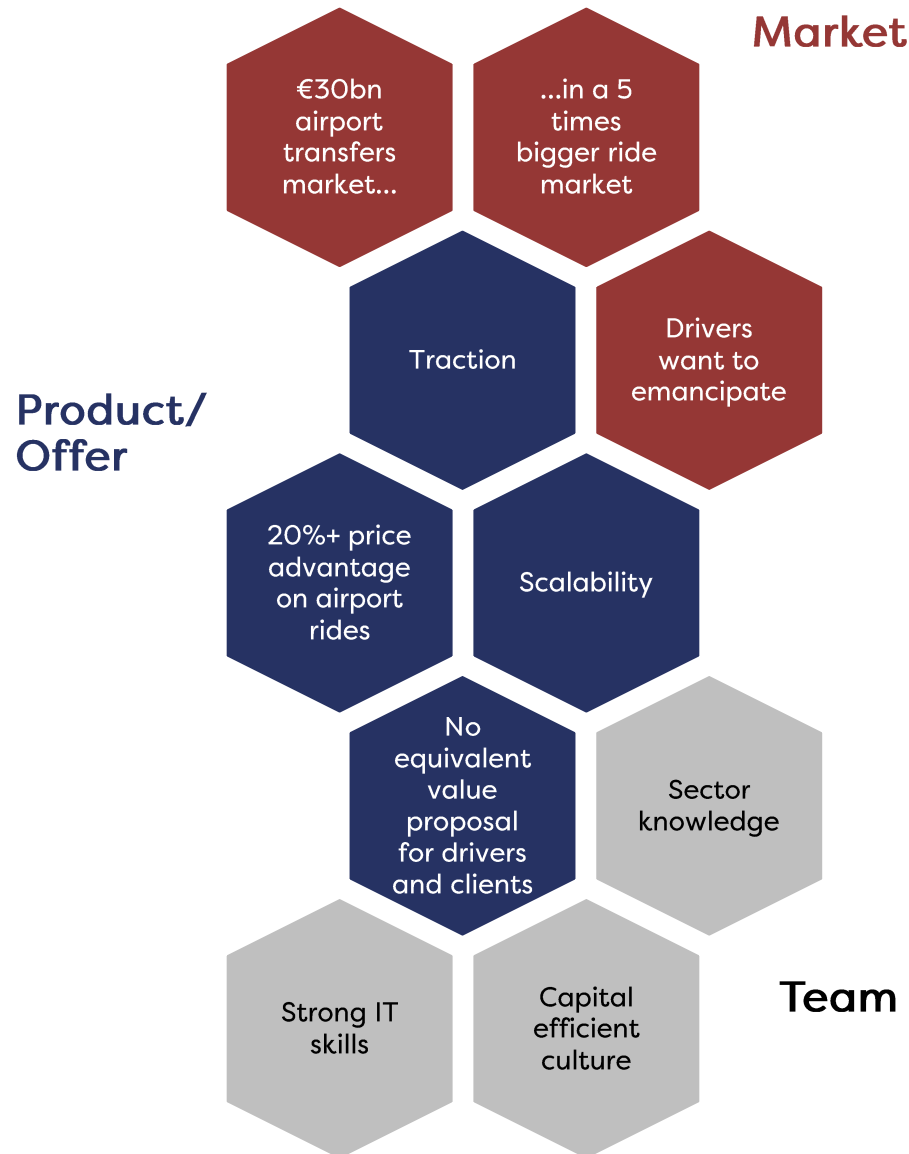 Market
€30bn
airport
transfers
market...
...in a 5
times
bigger ride
market
Traction
Drivers
want to
emancipate
Product/
Offer
20%+ price
advantage
on airport
rides
Scalability
No
equivalent
value
proposal
for drivers
and clients
Sector
knowledge
Strong IT
skills
Capital
efficient
culture
Team